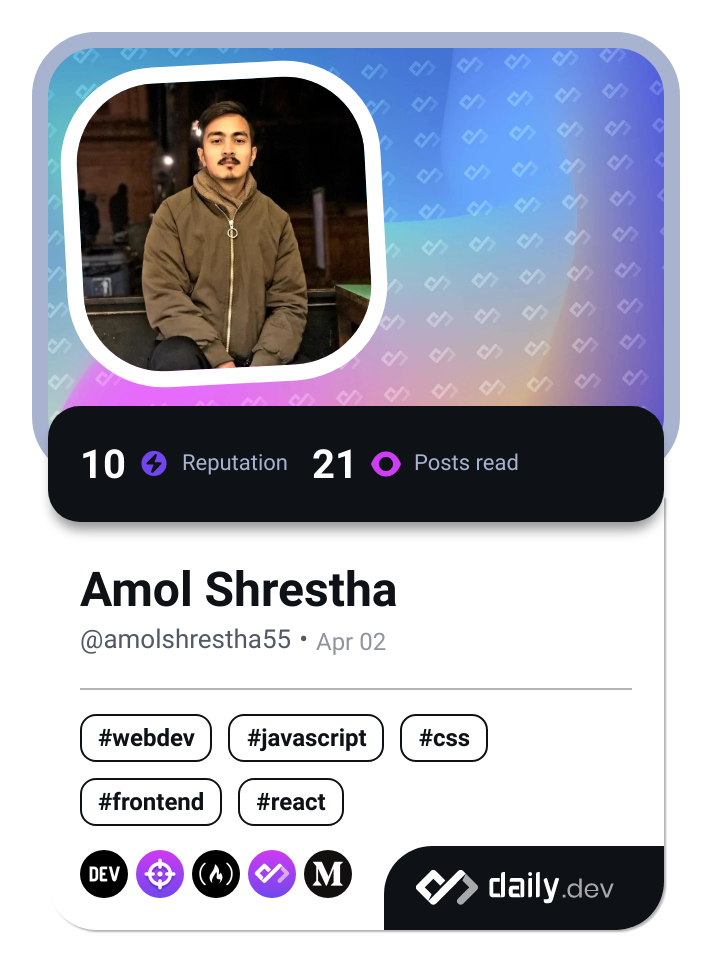 10 Reputation 21 Posts read
Amol Shrestha
@amolshrestha55 • Apr 02
#webdev #javascript #css
#frontend #react
DEV M daily.dev